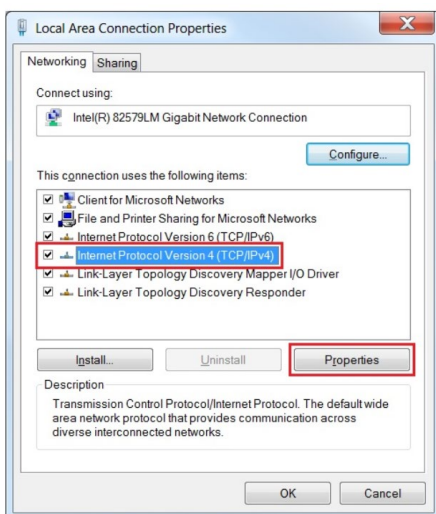 Local Area Connection Properties
X
Networking Sharing
Connect using:
Intel(R) 82579LM Gigabit Network Connection
Configure...
This connection uses the following items:
Client for Microsoft Networks
File and Printer Sharing for Microsoft Networks
Internet Protocol Version 6 (TCP/IPv6)
Internet Protocol Version 4 (TCP/IPv4)
Link-Layer Topology Discovery Mapper I/O Driver
Link-Layer Topology Discovery Responder
Install... Uninstall Properties
Description
Transmission Control Protocol/Internet Protocol. The default wide
area network protocol that provides communication across
diverse interconnected networks.
OK Cancel